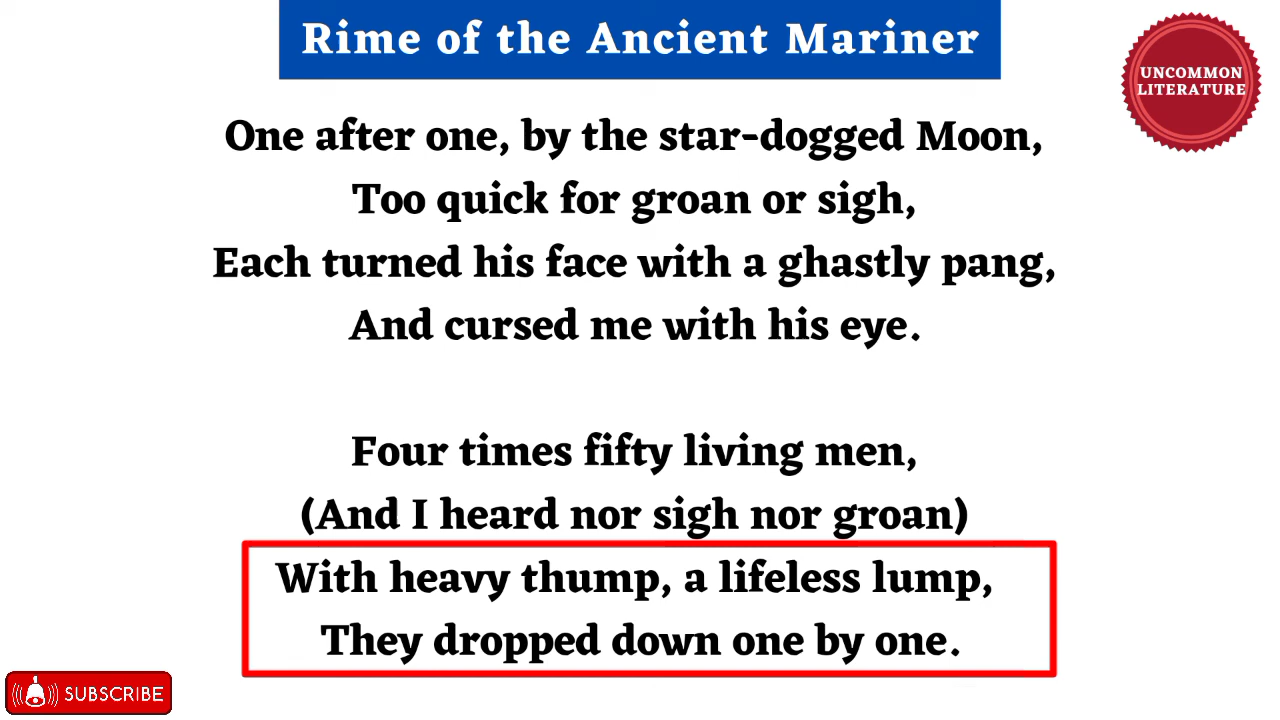 Rime of the Ancient Mariner
UNCOMMON
LITERATURE
One after one, by the star-dogged Moon,
Too quick for groan or sigh,
Each turned his face with a ghastly pang,
And cursed me with his eye.
Four times fifty living men,
(And I heard nor sigh nor groan)
With heavy thump, a lifeless lump,
They dropped down one by one.
SUBSCRIBE